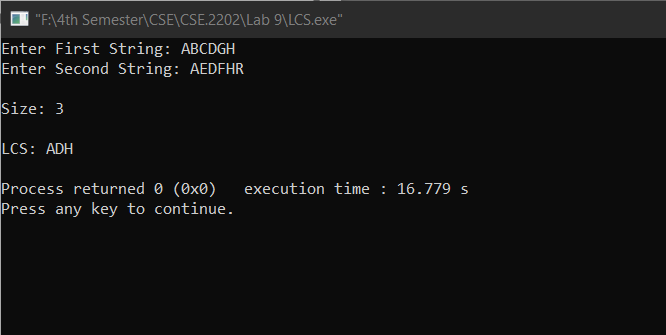 "F:\4th Semester\CSE\CSE.2202\Lab 9\LCS.exe"
Enter First String: ABCDGH
Enter Second String: AEDFHR
Size: 3
LCS: ADH
Process returned 0 (0x0)   execution time : 16.779 s
Press any key to continue.